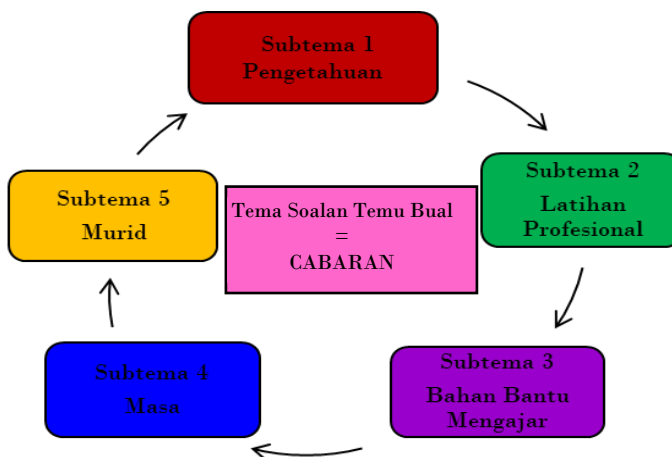 Subtema 1
Pengetahuan
Subtema 2
Latihan
Profesional
Subtema 3
Bahan Bantu
Mengajar
Subtema 4
Masa
Subtema 5
Murid
Tema Soalan Temu Bual
=
CABARAN